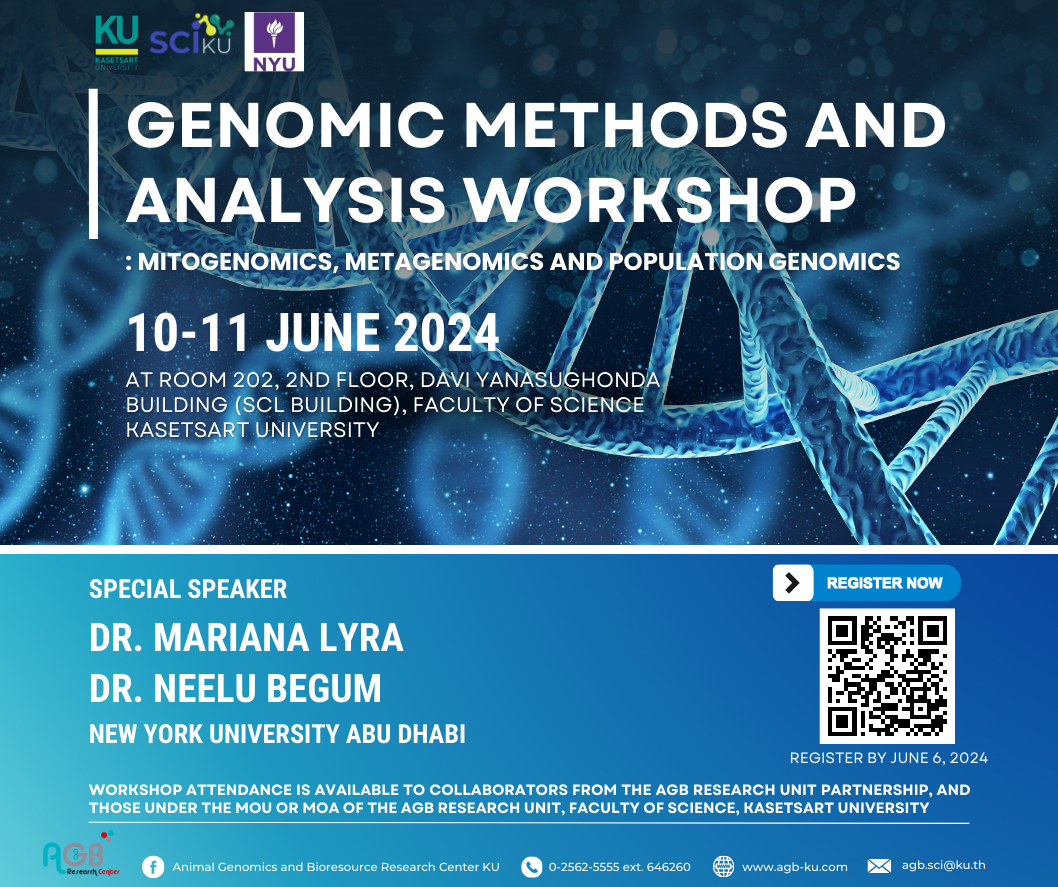 KU
KASETSART
UNIVERSITY
SCIKU
NYU
GENOMIC METHODS AND
ANALYSIS WORKSHOP
: MITOGENOMICS, METAGENOMICS AND POPULATION GENOMICS
10-11 JUNE 2024
AT ROOM 202, 2ND FLOOR, DAVI YANASUGHONDA
BUILDING (SCL BUILDING), FACULTY OF SCIENCE
KASETSART UNIVERSITY
SPECIAL SPEAKER
DR. MARIANA LYRA
DR. NEELU BEGUM
NEW YORK UNIVERSITY ABU DHABI
REGISTER NOW
REGISTER BY JUNE 6, 2024
WORKSHOP ATTENDANCE IS AVAILABLE TO COLLABORATORS FROM THE AGB RESEARCH UNIT PARTNERSHIP, AND
THOSE UNDER THE MOU OR MOA OF THE AGB RESEARCH UNIT, FACULTY OF SCIENCE, KASETSART UNIVERSITY
AGB
Research Center
Animal Genomics and Bioresource Research Center KU
0-2562-5555 ext. 646260
www.agb-ku.com
agb.sci@ku.th